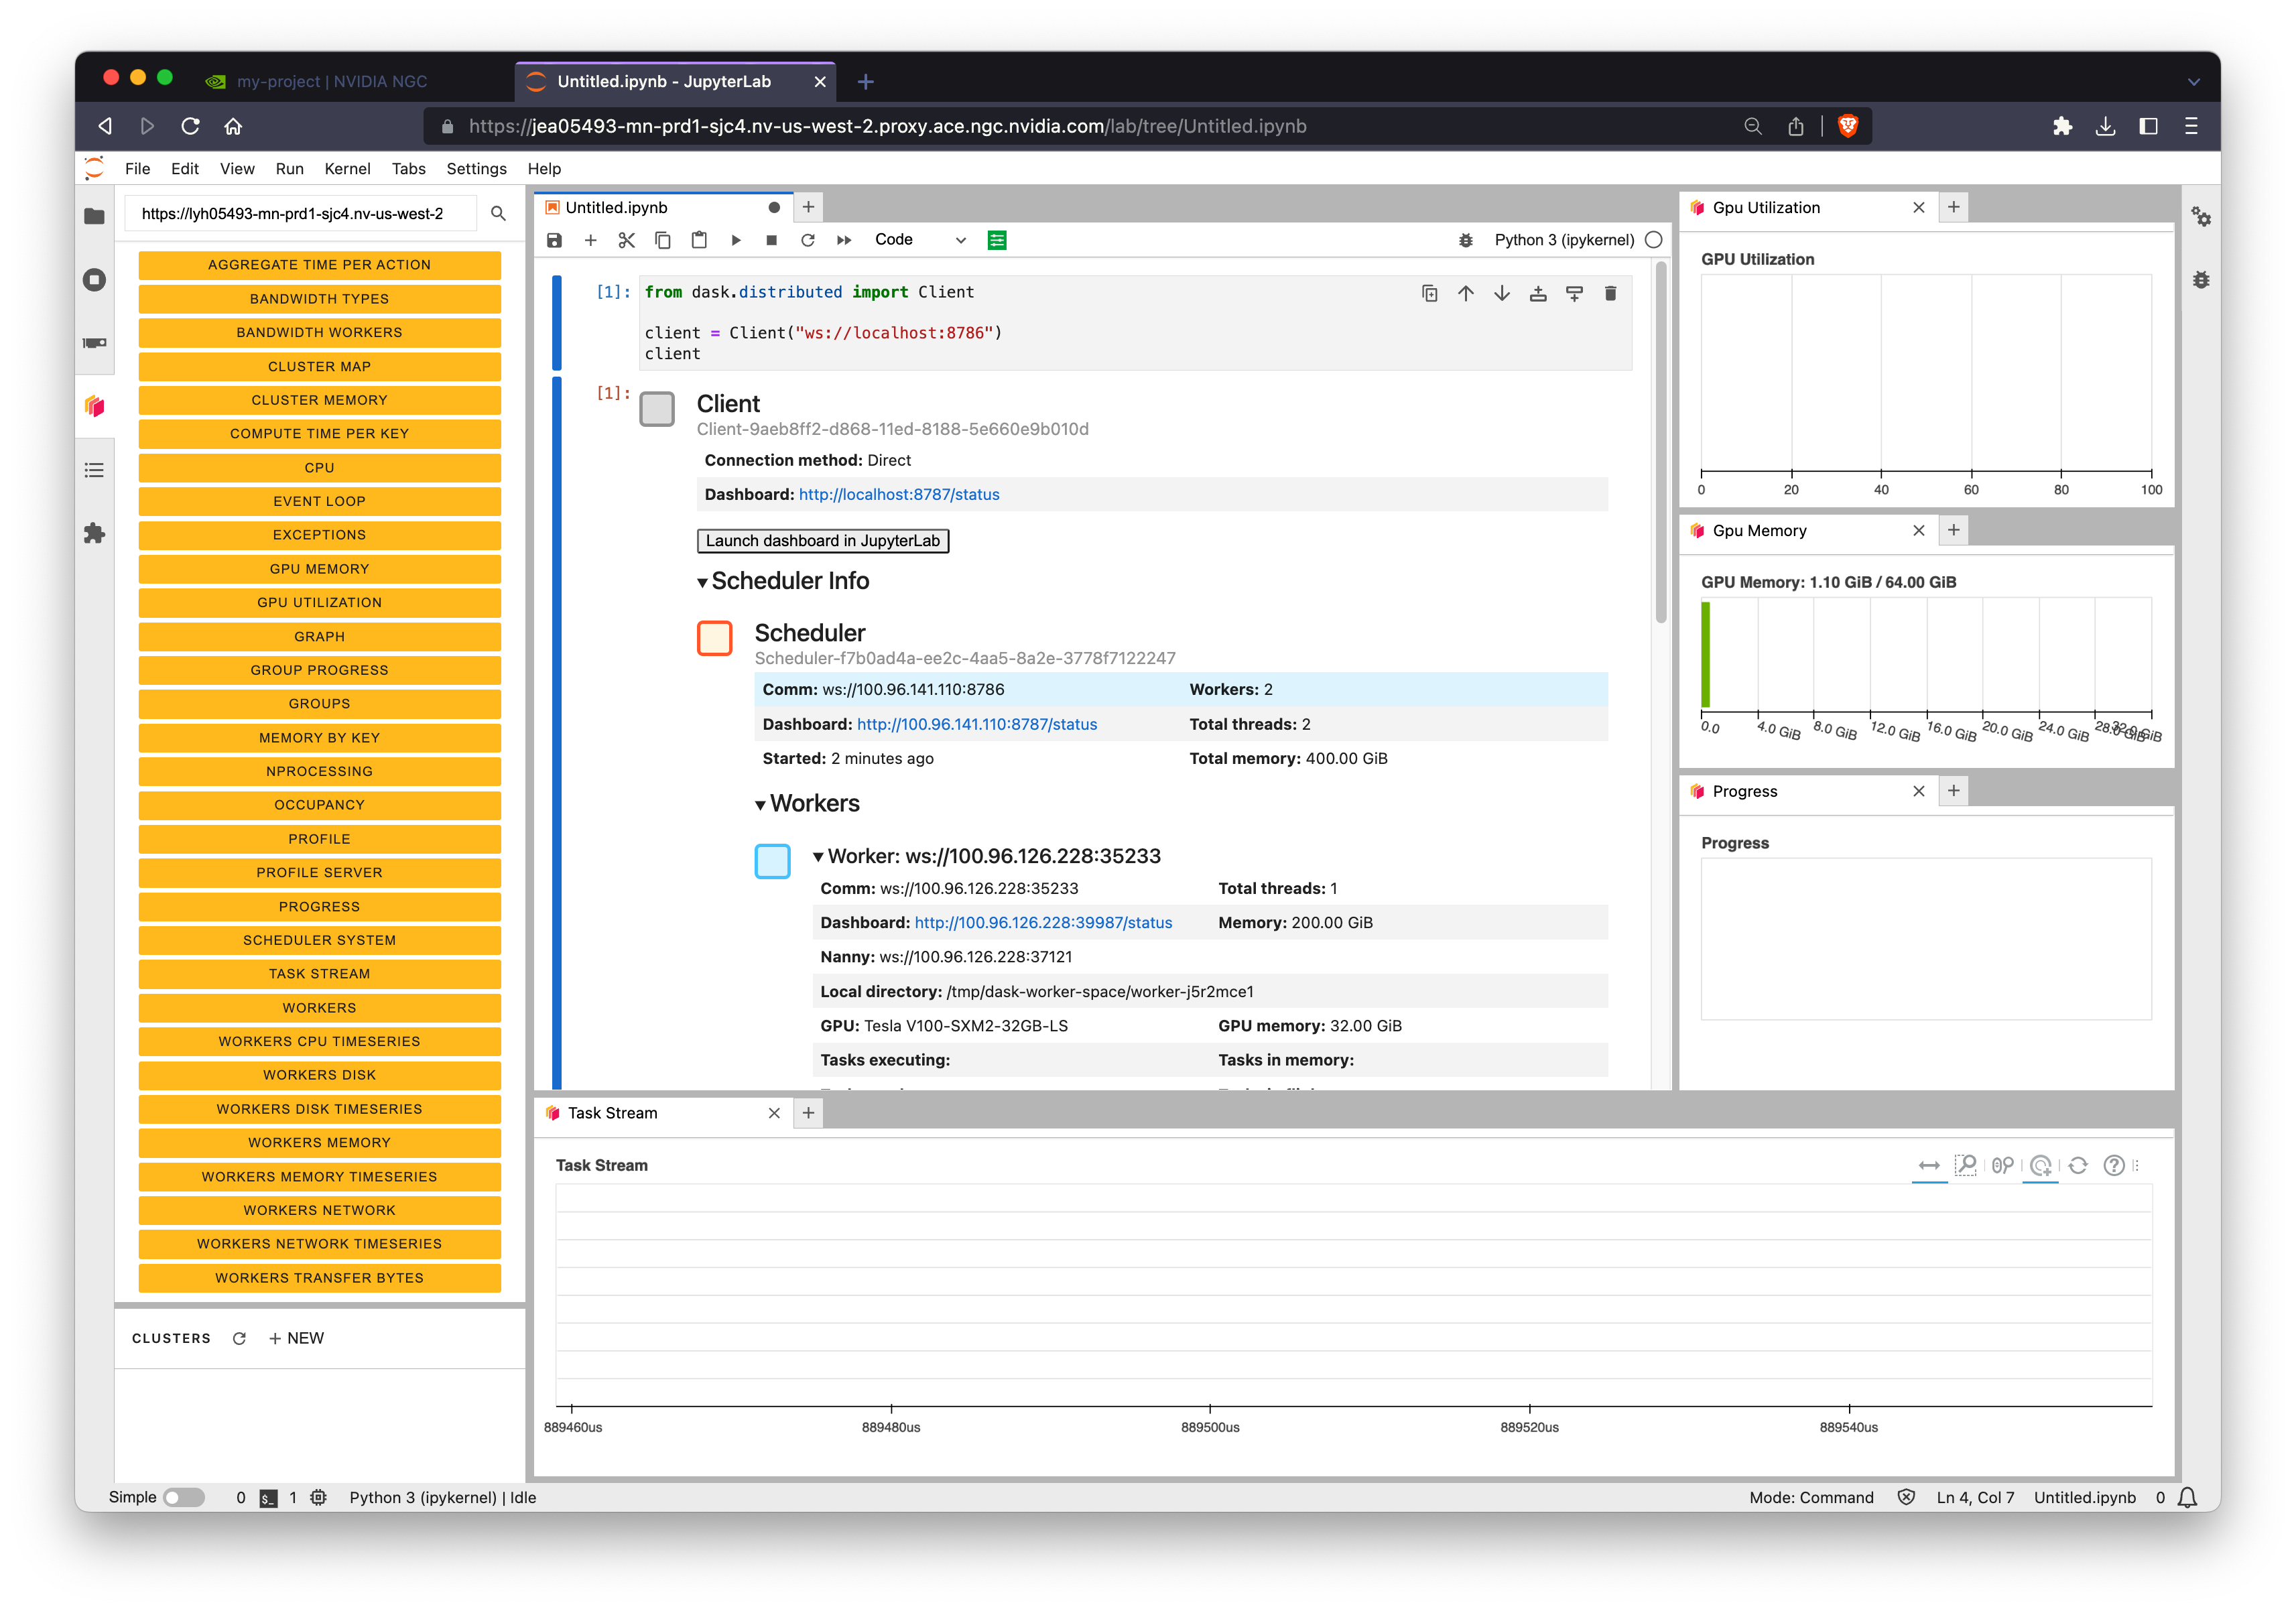 my-project | NVIDIA NGC
Untitled.ipynb - JupyterLab
https://jea05493-mn-prd1-sjc4.nv-us-west-2.proxy.ace.ngc.nvidia.com/lab/tree/Untitled.ipynb
File Edit View Run Kernel Tabs Settings Help
https://lyh05493-mn-prd1-sjc4.nv-us-west-2
AGGREGATE TIME PER ACTION
BANDWIDTH TYPES
BANDWIDTH WORKERS
CLUSTER MAP
CLUSTER MEMORY
COMPUTE TIME PER KEY
CPU
EVENT LOOP
EXCEPTIONS
GPU MEMORY
GPU UTILIZATION
GRAPH
GROUP PROGRESS
GROUPS
MEMORY BY KEY
NPROCESSING
OCCUPANCY
PROFILE
PROFILE SERVER
PROGRESS
SCHEDULER SYSTEM
TASK STREAM
WORKERS
WORKERS CPU TIMESERIES
WORKERS DISK
WORKERS DISK TIMESERIES
WORKERS MEMORY
WORKERS MEMORY TIMESERIES
WORKERS NETWORK
WORKERS NETWORK TIMESERIES
WORKERS TRANSFER BYTES
CLUSTERS + NEW
Untitled.ipynb
Code
Python 3 (ipykernel)
[1]: from dask.distributed import Client
client = Client("ws://localhost:8786")
client
[1]:
Client
Client-9aeb8ff2-d868-11ed-8188-5e660e9b010d
Connection method: Direct
Dashboard: http://localhost:8787/status
Launch dashboard in JupyterLab
Scheduler Info
Scheduler
Scheduler-f7b0ad4a-ee2c-4aa5-8a2e-3778f7122247
Comm: ws://100.96.141.110:8786 Workers: 2
Dashboard: http://100.96.141.110:8787/status Total threads: 2
Started: 2 minutes ago Total memory: 400.00 GiB
Workers
Worker: ws://100.96.126.228:35233
Comm: ws://100.96.126.228:35233 Total threads: 1
Dashboard: http://100.96.126.228:39987/status Memory: 200.00 GiB
Nanny: ws://100.96.126.228:37121
Local directory: /tmp/dask-worker-space/worker-j5r2mce1
GPU: Tesla V100-SXM2-32GB-LS GPU memory: 32.00 GiB
Tasks executing: Tasks in memory:
Gpu Utilization
GPU Utilization
0 20 40 60 80 100
Gpu Memory
GPU Memory: 1.10 GiB / 64.00 GiB
0.0 4.0 GiB 8.0 GiB 12.0 GiB 16.0 GiB 20.0 GiB 24.0 GiB 28.0 GiB 32.0 GiB
Progress
Progress
Task Stream
Task Stream
889460us 889480us 889500us 889520us 889540us
Simple 0 $_ 1 Python 3 (ipykernel) | Idle
Mode: Command Ln 4, Col 7 Untitled.ipynb 0